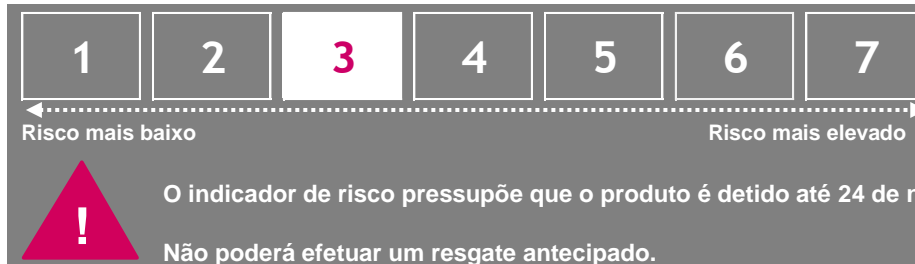 1 2 3 4 5 6 7
Risco mais baixo Risco mais elevado
! O indicador de risco pressupõe que o produto é detido até 24 de
Não poderá efetuar um resgate antecipado.